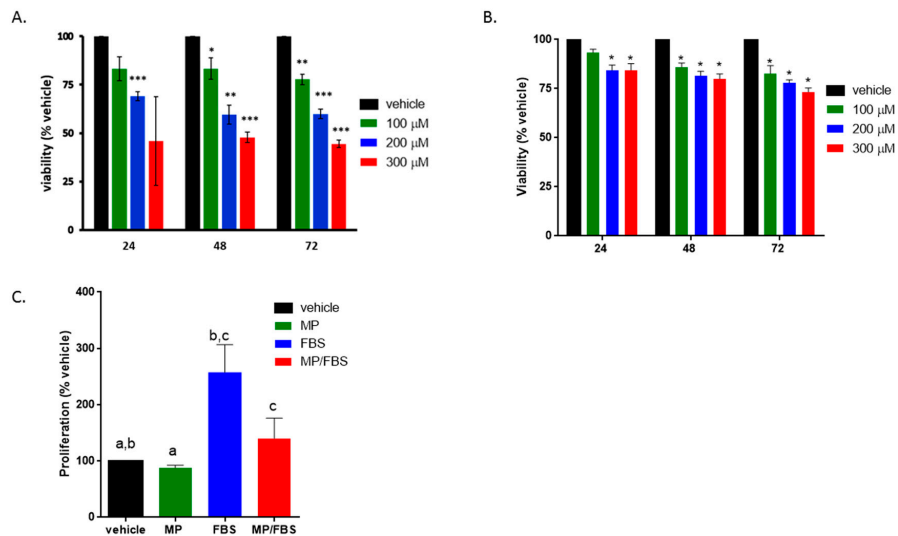 A.
viability (% vehicle)
100
75
50
25
0
***
*
**
***
**
***
***
24
48
72
vehicle
100 μM
200 μM
300 μM
B.
Viability (% vehicle)
100
75
50
25
0
*
*
*
*
*
*
*
*
24
48
72
vehicle
100 μM
200 μM
300 μM
C.
Proliferation (% vehicle)
400
300
200
100
0
a,b
a
b,c
c
vehicle
MP
FBS
MP/FBS
vehicle
MP
FBS
MP/FBS